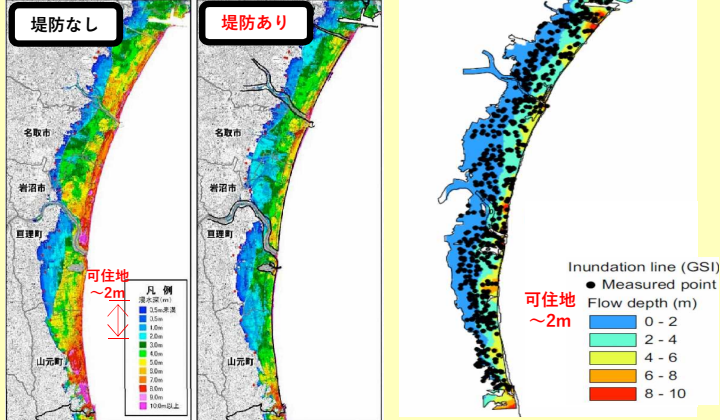 堤防なし
名取市
岩沼市
亘理町
山元町
可住地
～2m
凡 例
浸水深(m)
0.5m未満
0.5m
1.0m
2.0m
3.0m
4.0m
5.0m
6.0m
7.0m
8.0m
9.0m
10.0m以上
堤防あり
名取市
岩沼市
亘理町
山元町
可住地
～2m
Inundation line (GSI)
Measured point
Flow depth (m)
0 - 2
2 - 4
4 - 6
6 - 8
8 - 10